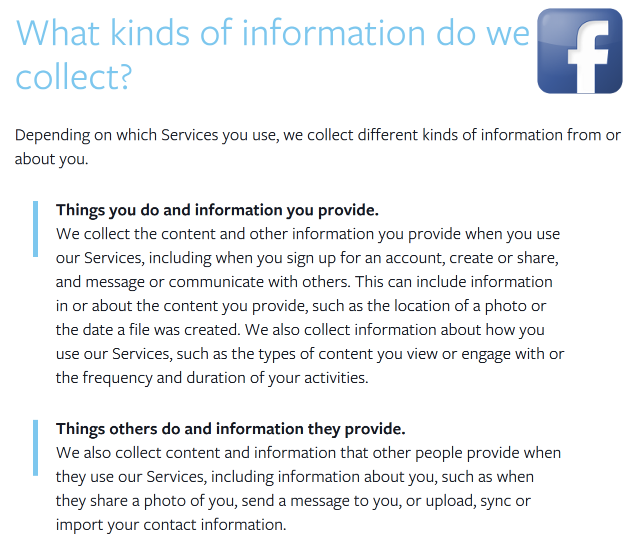 What kinds of information do we
collect?
Depending on which Services you use, we collect different kinds of information from or
about you.
Things you do and information you provide.
We collect the content and other information you provide when you use
our Services, including when you sign up for an account, create or share,
and message or communicate with others. This can include information
in or about the content you provide, such as the location of a photo or
the date a file was created. We also collect information about how you
use our Services, such as the types of content you view or engage with or
the frequency and duration of your activities.
Things others do and information they provide.
We also collect content and information that other people provide when
they use our Services, including information about you, such as when
they share a photo of you, send a message to you, or upload, sync or
import your contact information.